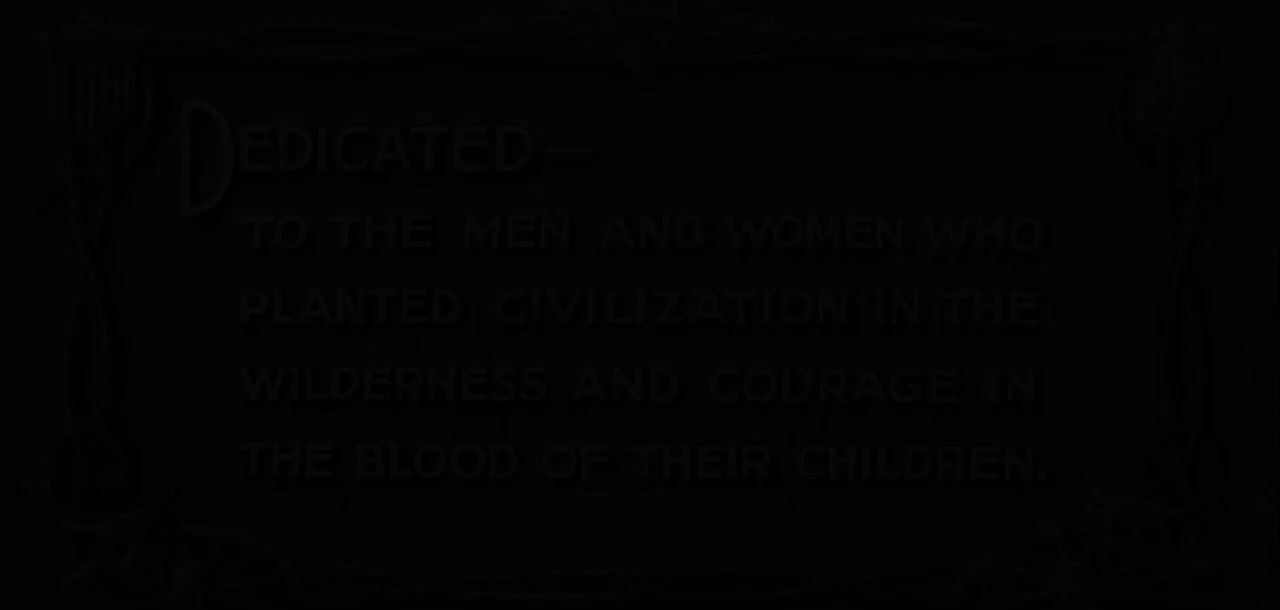 DEDICATED—
TO THE MEN AND WOMEN WHO
PLANTED CIVILIZATION IN THE
WILDERNESS AND COURAGE IN
THE BLOOD OF THEIR CHILDREN.